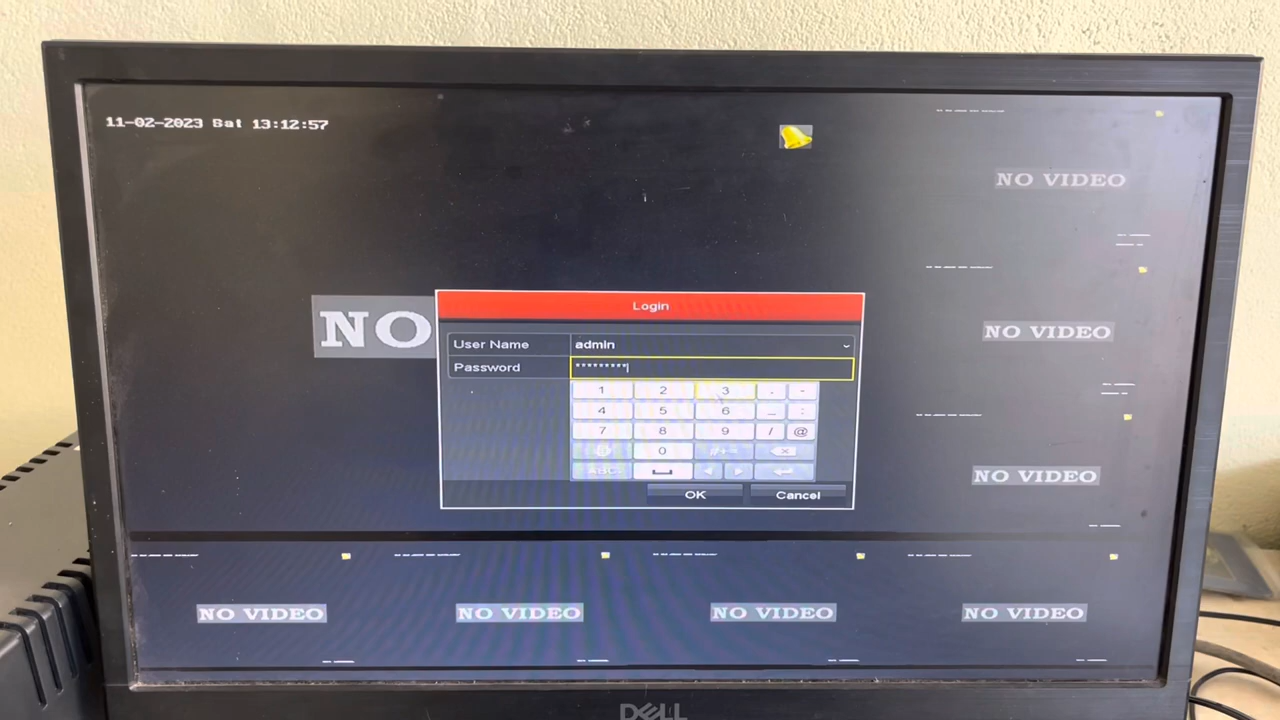 11-02-2023 Sat 13:12:57
NO VIDEO
NO
NO VIDEO
Login
User Name admin
Password *********
1 2 3 . -
4 5 6 _ :
7 8 9 / @
0 #+=
ABC
OK Cancel
NO VIDEO
NO VIDEO NO VIDEO NO VIDEO NO VIDEO
DELL